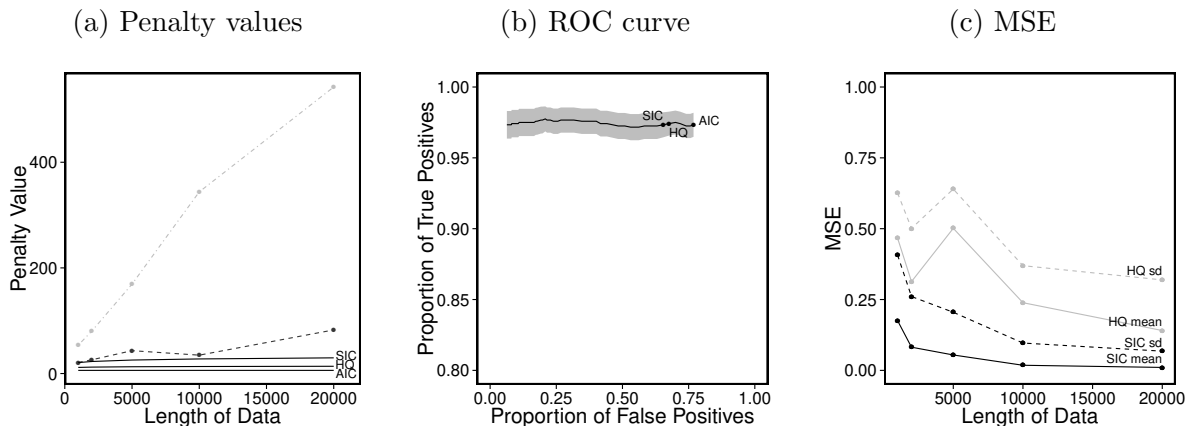 (a) Penalty values
(b) ROC curve
(c) MSE
Penalty Value
400
200
0
SIC
HQ
AIC
0 5000 10000 15000 20000
Length of Data
Proportion of True Positives
1.00
0.95
0.90
0.85
0.80
SIC
HQ
AIC
0.00 0.25 0.50 0.75 1.00
Proportion of False Positives
MSE
1.00
0.75
0.50
0.25
0.00
HQ sd
HQ mean
SIC sd
SIC mean
5000 10000 15000 20000
Length of Data